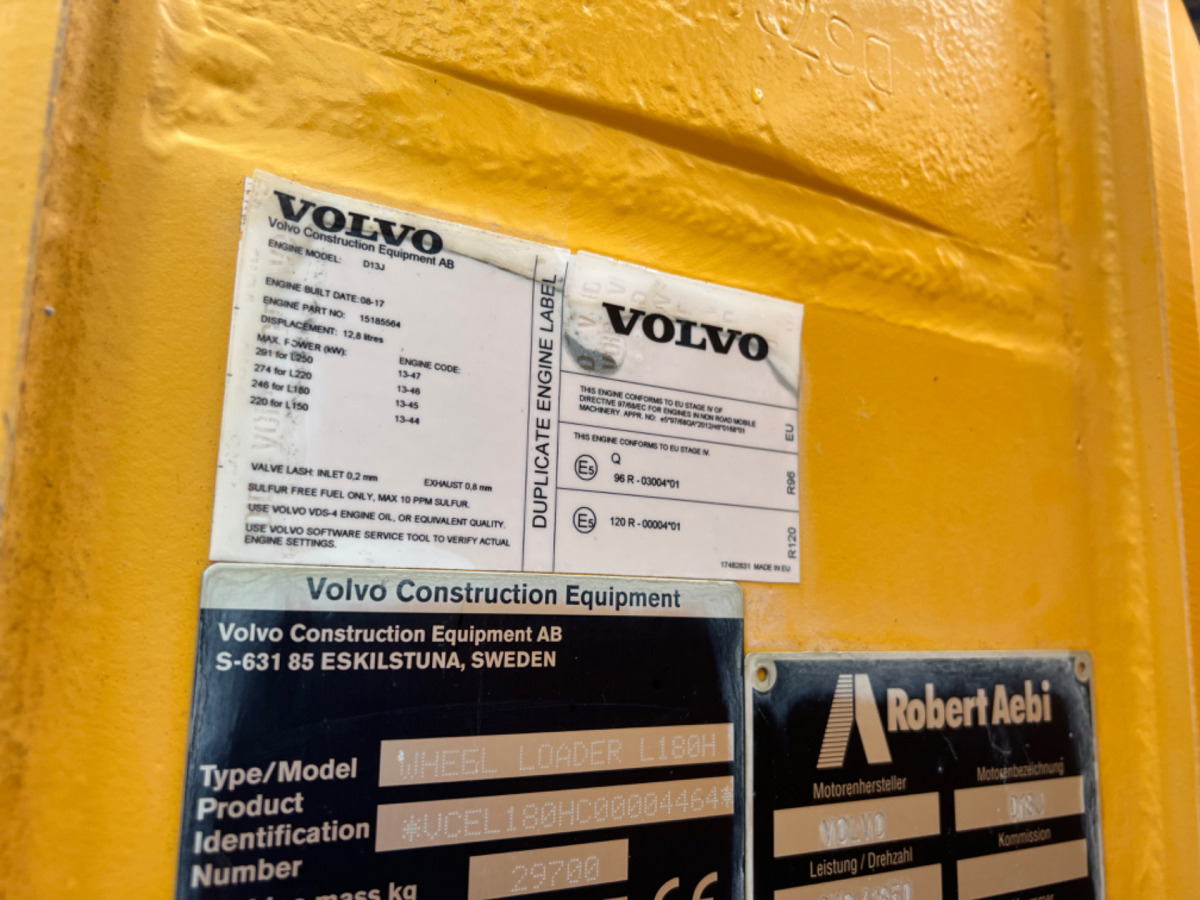 VOLVO
Volvo Construction Equipment AB
ENGINE MODEL: D13J
ENGINE BUILT DATE: 08-17
ENGINE PART NO: 15185564
DISPLACEMENT: 12,8 litres
MAX. POWER (kW): ENGINE CODE:
291 for L250 13-47
274 for L220 13-46
246 for L180 13-45
220 for L150 13-44
VALVE LASH: INLET 0,2 mm EXHAUST 0,8 mm
SULFUR FREE FUEL ONLY, MAX 10 PPM SULFUR.
USE VOLVO VDS-4 ENGINE OIL, OR EQUIVALENT QUALITY.
USE VOLVO SOFTWARE SERVICE TOOL TO VERIFY ACTUAL
ENGINE SETTINGS.
DUPLICATE ENGINE LABEL
VOLVO
THIS ENGINE CONFORMS TO EU STAGE IV OF
DIRECTIVE 97/68/EC FOR ENGINES IN NON ROAD MOBILE
MACHINERY. APPR. NO:
EU
THIS ENGINE CONFORMS TO EU STAGE IV.
E5 Q
96 R - 03004*01
R96
E5 120 R - 00004*01
R120
17482831 MADE IN EU
Volvo Construction Equipment
Volvo Construction Equipment AB
S-631 85 ESKILSTUNA, SWEDEN
Type/Model WHEEL LOADER L180H
Product
Identification *VCEL180HC00004464*
Number
mass kg 29700
CE
Robert Aebi
Motorenhersteller
VOLVO
Motorenbezeichnung
D13J
Leistung / Drehzahl
Kommission